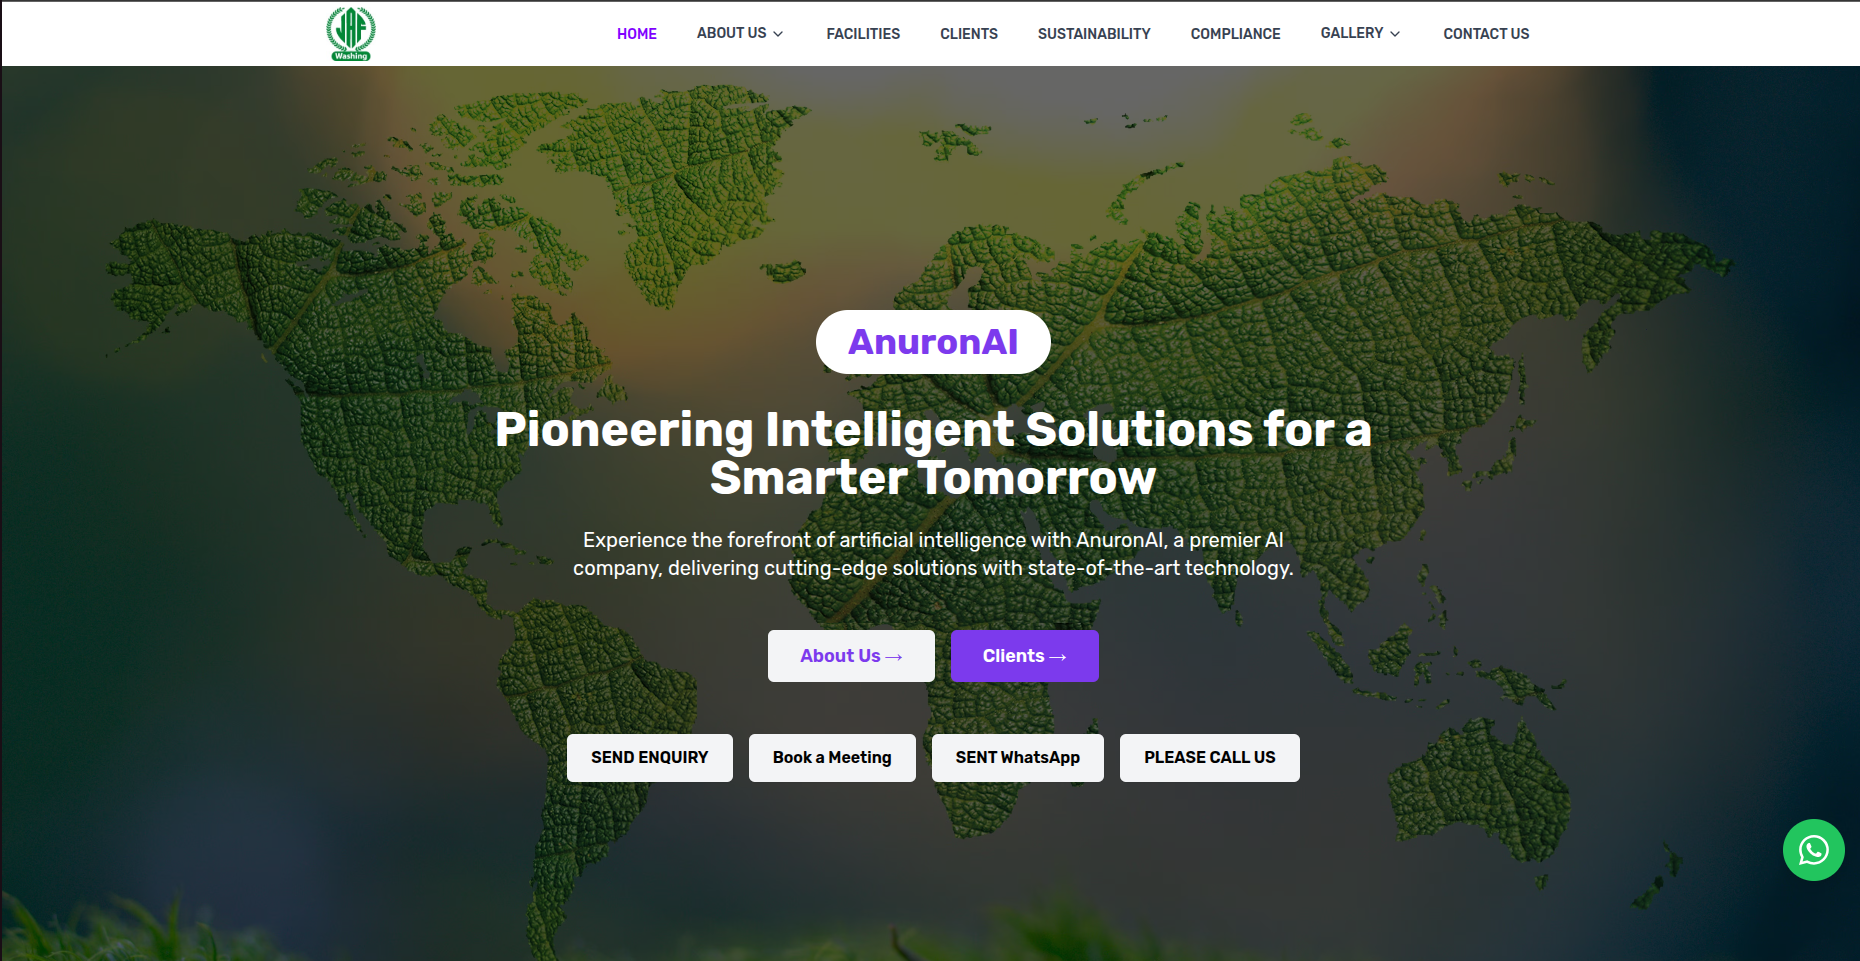 JAF
Washing
HOME
ABOUT US
FACILITIES
CLIENTS
SUSTAINABILITY
COMPLIANCE
GALLERY
CONTACT US
AnuronAI
Pioneering Intelligent Solutions for a
Smarter Tomorrow
Experience the forefront of artificial intelligence with AnuronAI, a premier AI
company, delivering cutting-edge solutions with state-of-the-art technology.
About Us →
Clients →
SEND ENQUIRY
Book a Meeting
SENT WhatsApp
PLEASE CALL US